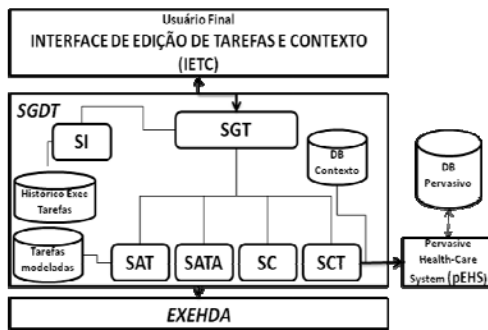 Usuário Final
INTERFACE DE EDIÇÃO DE TAREFAS E CONTEXTO
(IETC)
SGDT
SGT
SI
DB
Contexto
DB
Pervasivo
Histórico Exec
Tarefas
Tarefas
modeladas
SAT
SATA
SC
SCT
Pervasive
Health-Care
System (pEHS)
EXEHDA